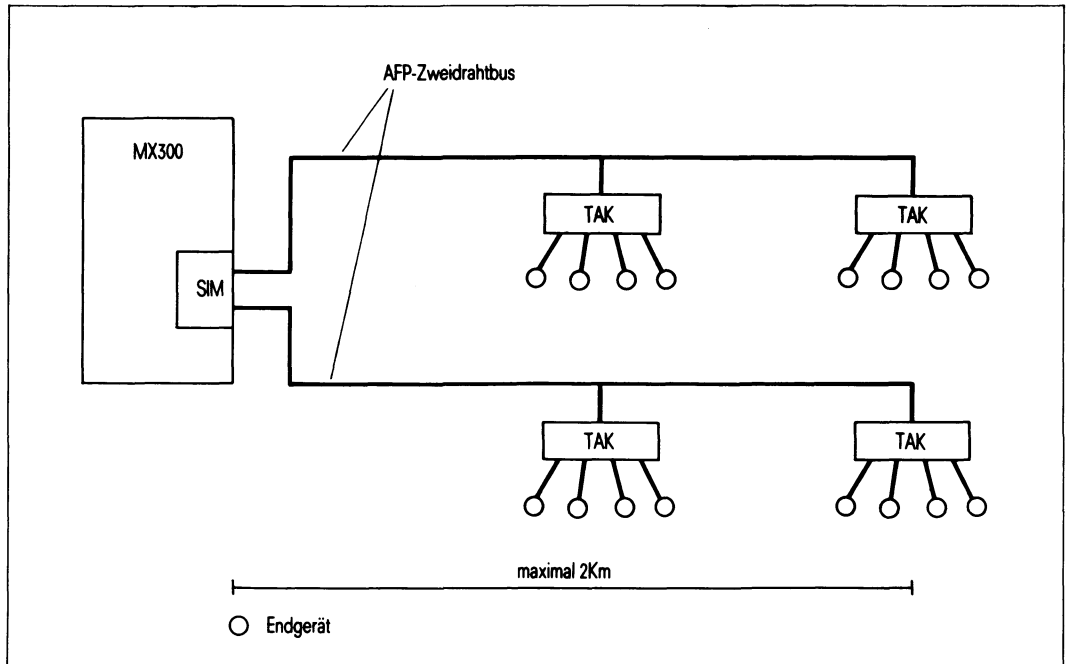 AFP-Zweidrahtbus
MX300
SIM
TAK
TAK
TAK
TAK
maximal 2Km
Endgerät